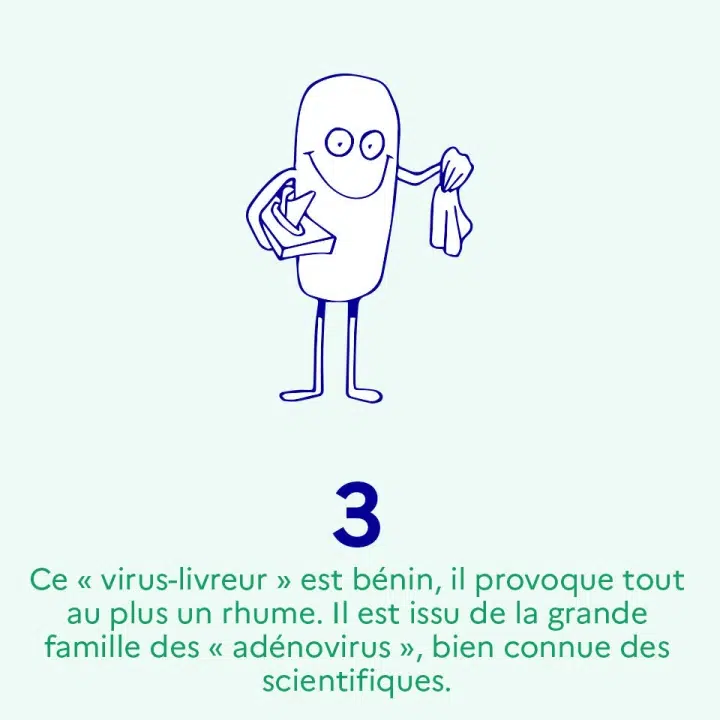 3
Ce « virus-livreur » est bénin, il provoque tout
au plus un rhume. Il est issu de la grande
famille des « adénovirus », bien connue des
scientifiques.